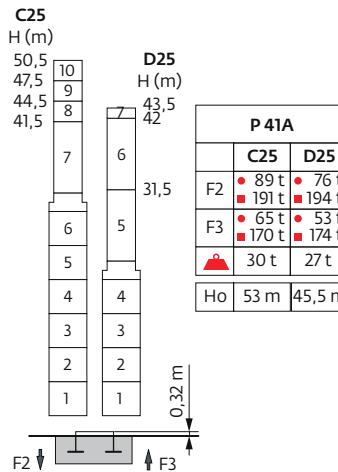 C25
H (m)
50,5
47,5
44,5
41,5
10
9
8
7
6
5
4
3
2
1
D25
H (m)
43,5
42
31,5
7
6
5
4
3
2
1
0,32 m
F2
F3
P 41A
C25 D25
F2 89 t 76 t
191 t 194 t
F3 65 t 53 t
170 t 174 t
30 t 27 t
Ho 53 m 45,5 m